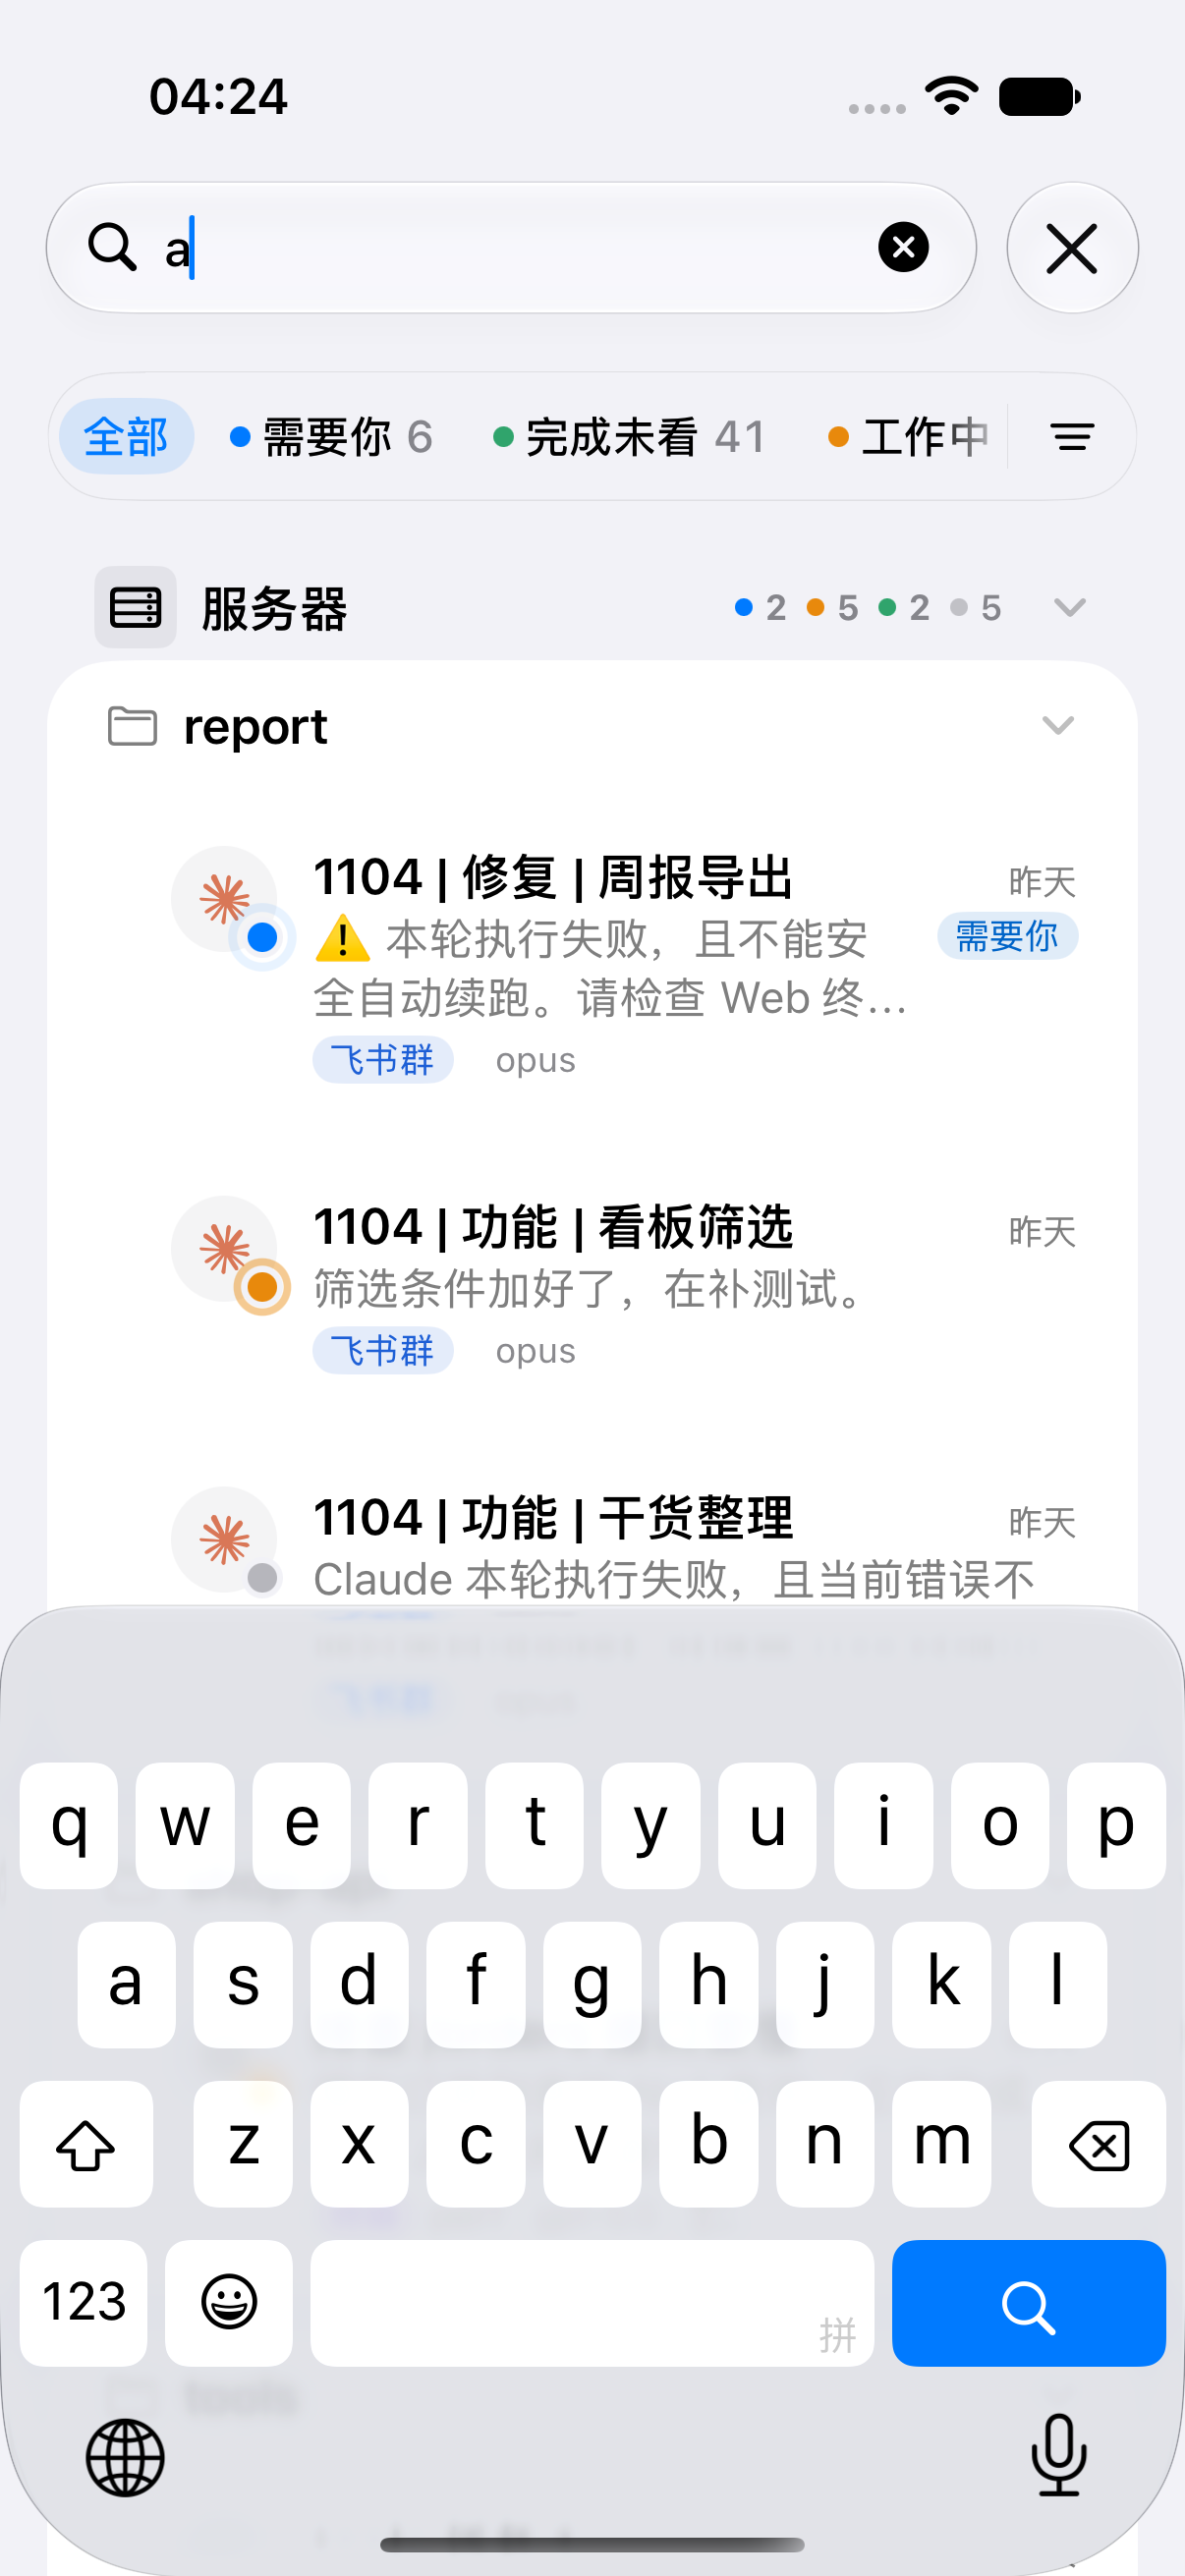 04:24
a
全部 需要你 6 完成未看 41 工作中
服务器 2 5 2 5
report
1104 | 修复 | 周报导出 昨天
⚠️ 本轮执行失败，且不能安 需要你
全自动续跑。请检查 Web 终…
飞书群 opus
1104 | 功能 | 看板筛选 昨天
筛选条件加好了，在补测试。
飞书群 opus
1104 | 功能 | 干货整理 昨天
Claude 本轮执行失败，且当前错误不
飞书群 opus
q w e r t y u i o p
a s d f g h j k l
z x c v b n m
123 拼
tools